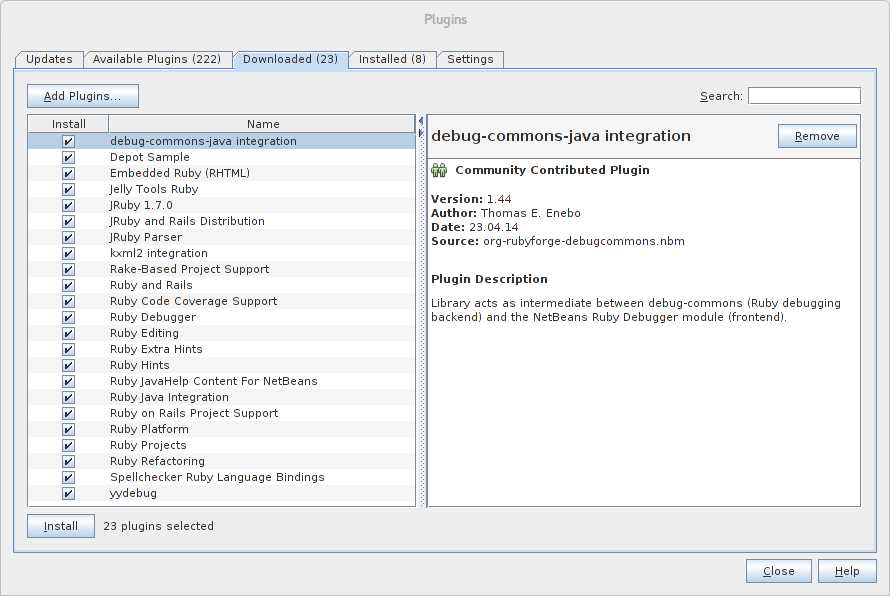 Plugins
Updates
Available Plugins (222)
Downloaded (23)
Installed (8)
Settings
Add Plugins...
Search:
Install
Name
debug-commons-java integration
Depot Sample
Embedded Ruby (RHTML)
Jelly Tools Ruby
JRuby 1.7.0
JRuby and Rails Distribution
JRuby Parser
kxml2 integration
Rake-Based Project Support
Ruby and Rails
Ruby Code Coverage Support
Ruby Debugger
Ruby Editing
Ruby Extra Hints
Ruby Hints
Ruby JavaHelp Content For NetBeans
Ruby Java Integration
Ruby on Rails Project Support
Ruby Platform
Ruby Projects
Ruby Refactoring
Spellchecker Ruby Language Bindings
yydebug
debug-commons-java integration
Remove
Community Contributed Plugin
Version: 1.44
Author: Thomas E. Enebo
Date: 23.04.14
Source: org-rubyforge-debugcommons.nbm
Plugin Description
Library acts as intermediate between debug-commons (Ruby debugging
backend) and the NetBeans Ruby Debugger module (frontend).
Install
23 plugins selected
Close
Help